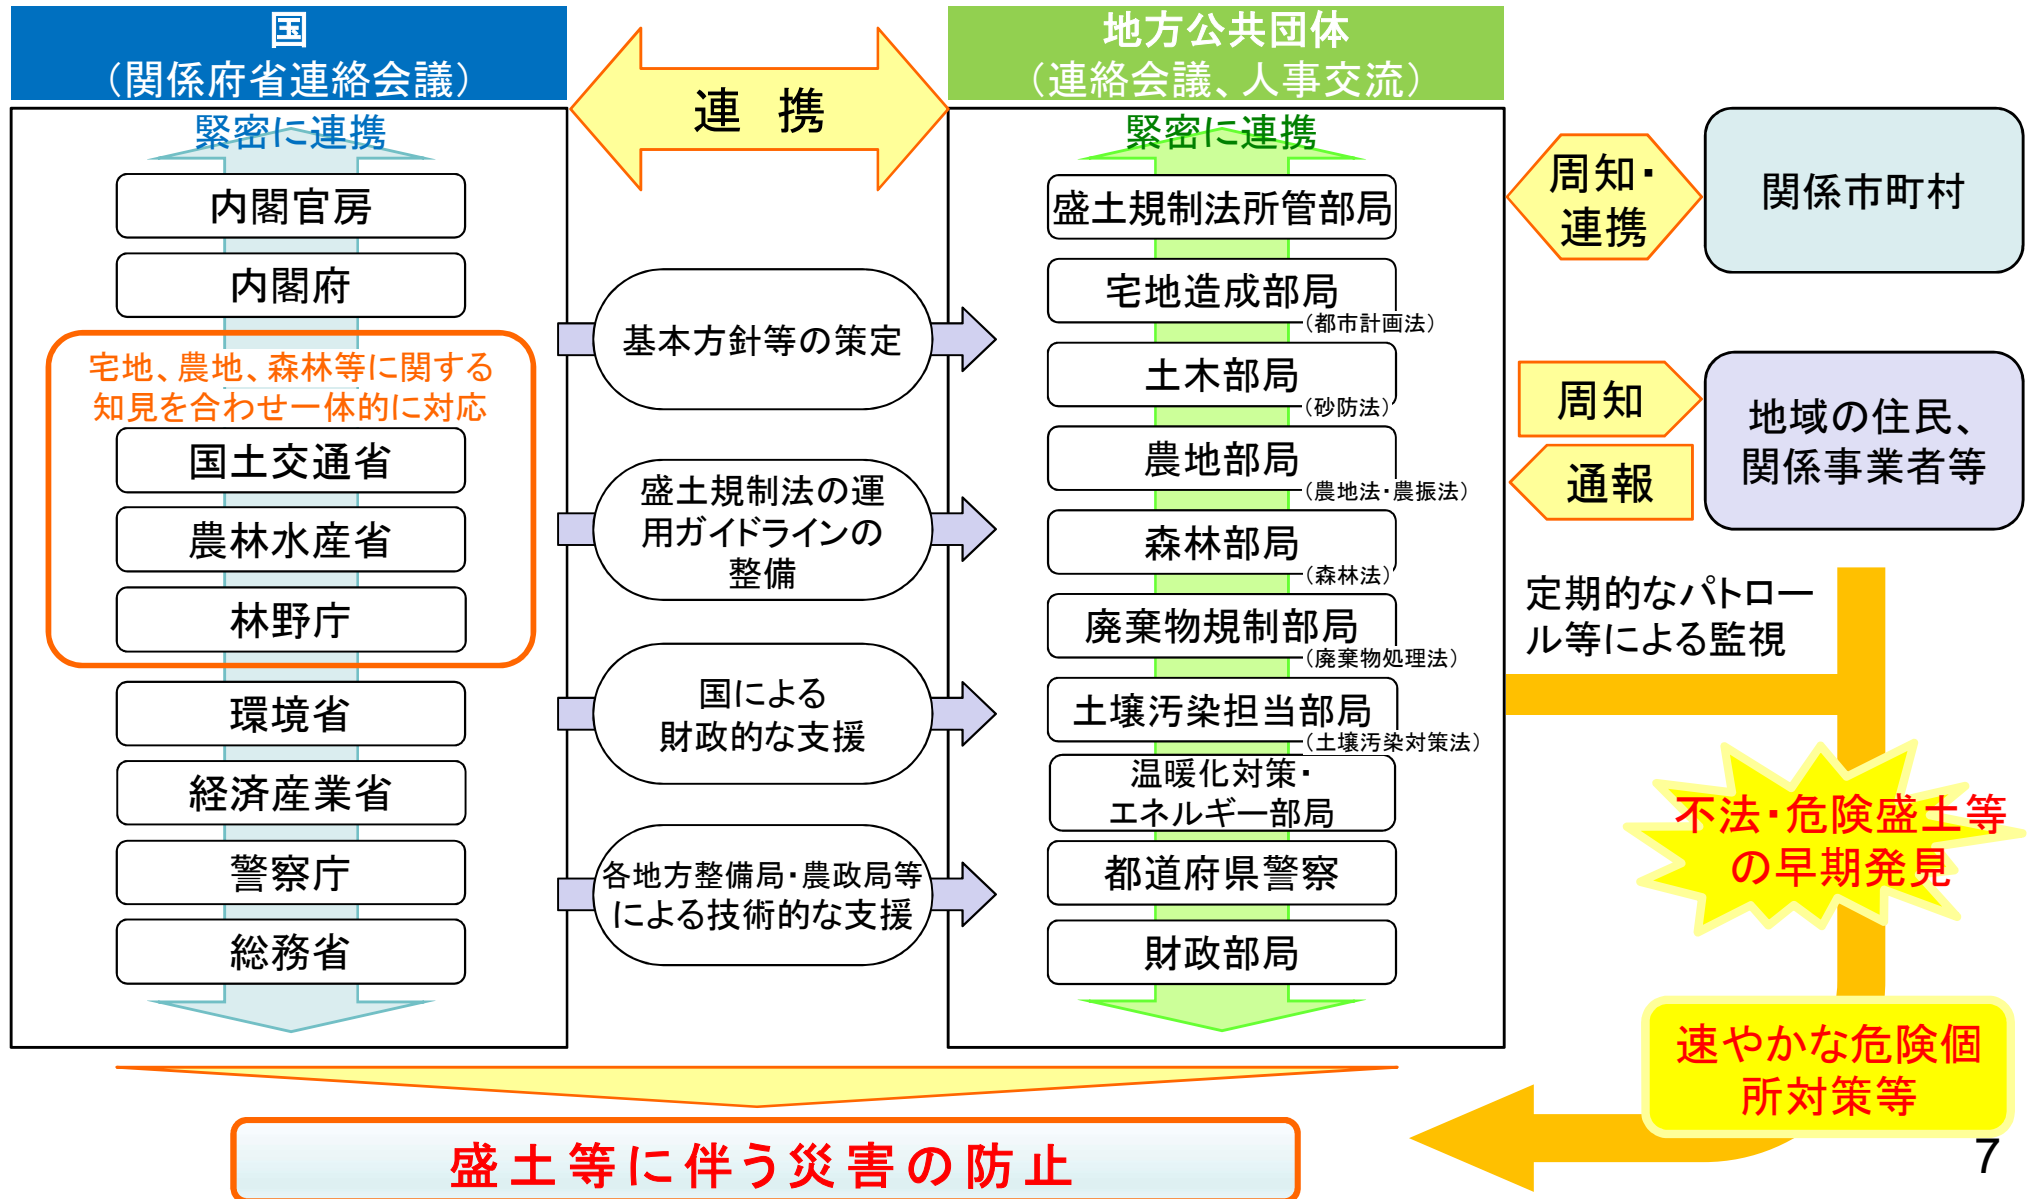 国
（関係府省連絡会議）
緊密に連携
内閣官房
内閣府
宅地、農地、森林等に関する
知見を合わせ一体的に対応
国土交通省
農林水産省
林野庁
環境省
経済産業省
警察庁
総務省
連　携
基本方針等の策定
盛土規制法の運
用ガイドラインの
整備
国による
財政的な支援
各地方整備局・農政局等
による技術的な支援
地方公共団体
（連絡会議、人事交流）
緊密に連携
盛土規制法所管部局
宅地造成部局
（都市計画法）
土木部局
（砂防法）
農地部局
（農地法・農振法）
森林部局
（森林法）
廃棄物規制部局
（廃棄物処理法）
土壌汚染担当部局
（土壌汚染対策法）
温暖化対策・
エネルギー部局
都道府県警察
財政部局
周知・
連携
関係市町村
周知
通報
地域の住民、
関係事業者等
定期的なパトロー
ル等による監視
不法・危険盛土等
の早期発見
速やかな危険個
所対策等
盛土等に伴う災害の防止
7